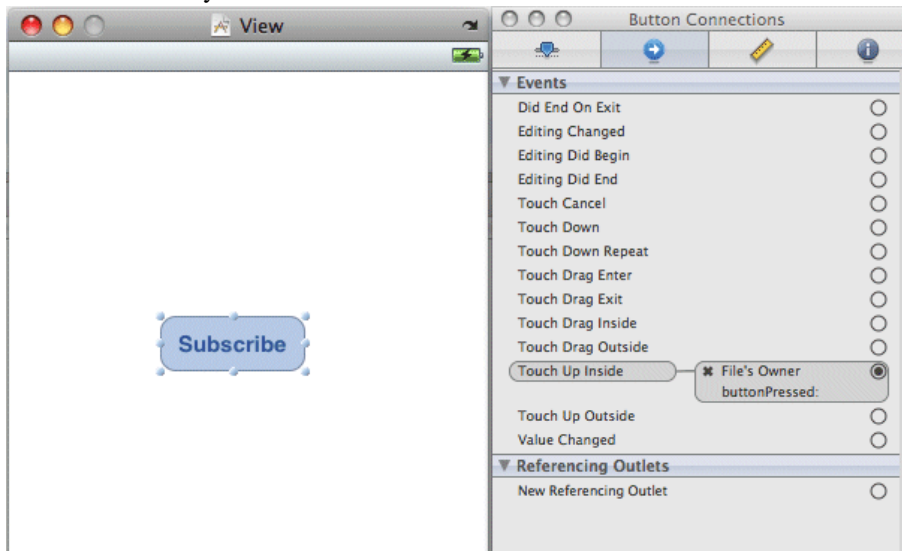 View
Subscribe
Button Connections
Events
Did End On Exit
Editing Changed
Editing Did Begin
Editing Did End
Touch Cancel
Touch Down
Touch Down Repeat
Touch Drag Enter
Touch Drag Exit
Touch Drag Inside
Touch Drag Outside
Touch Up Inside
File's Owner
buttonPressed:
Touch Up Outside
Value Changed
Referencing Outlets
New Referencing Outlet